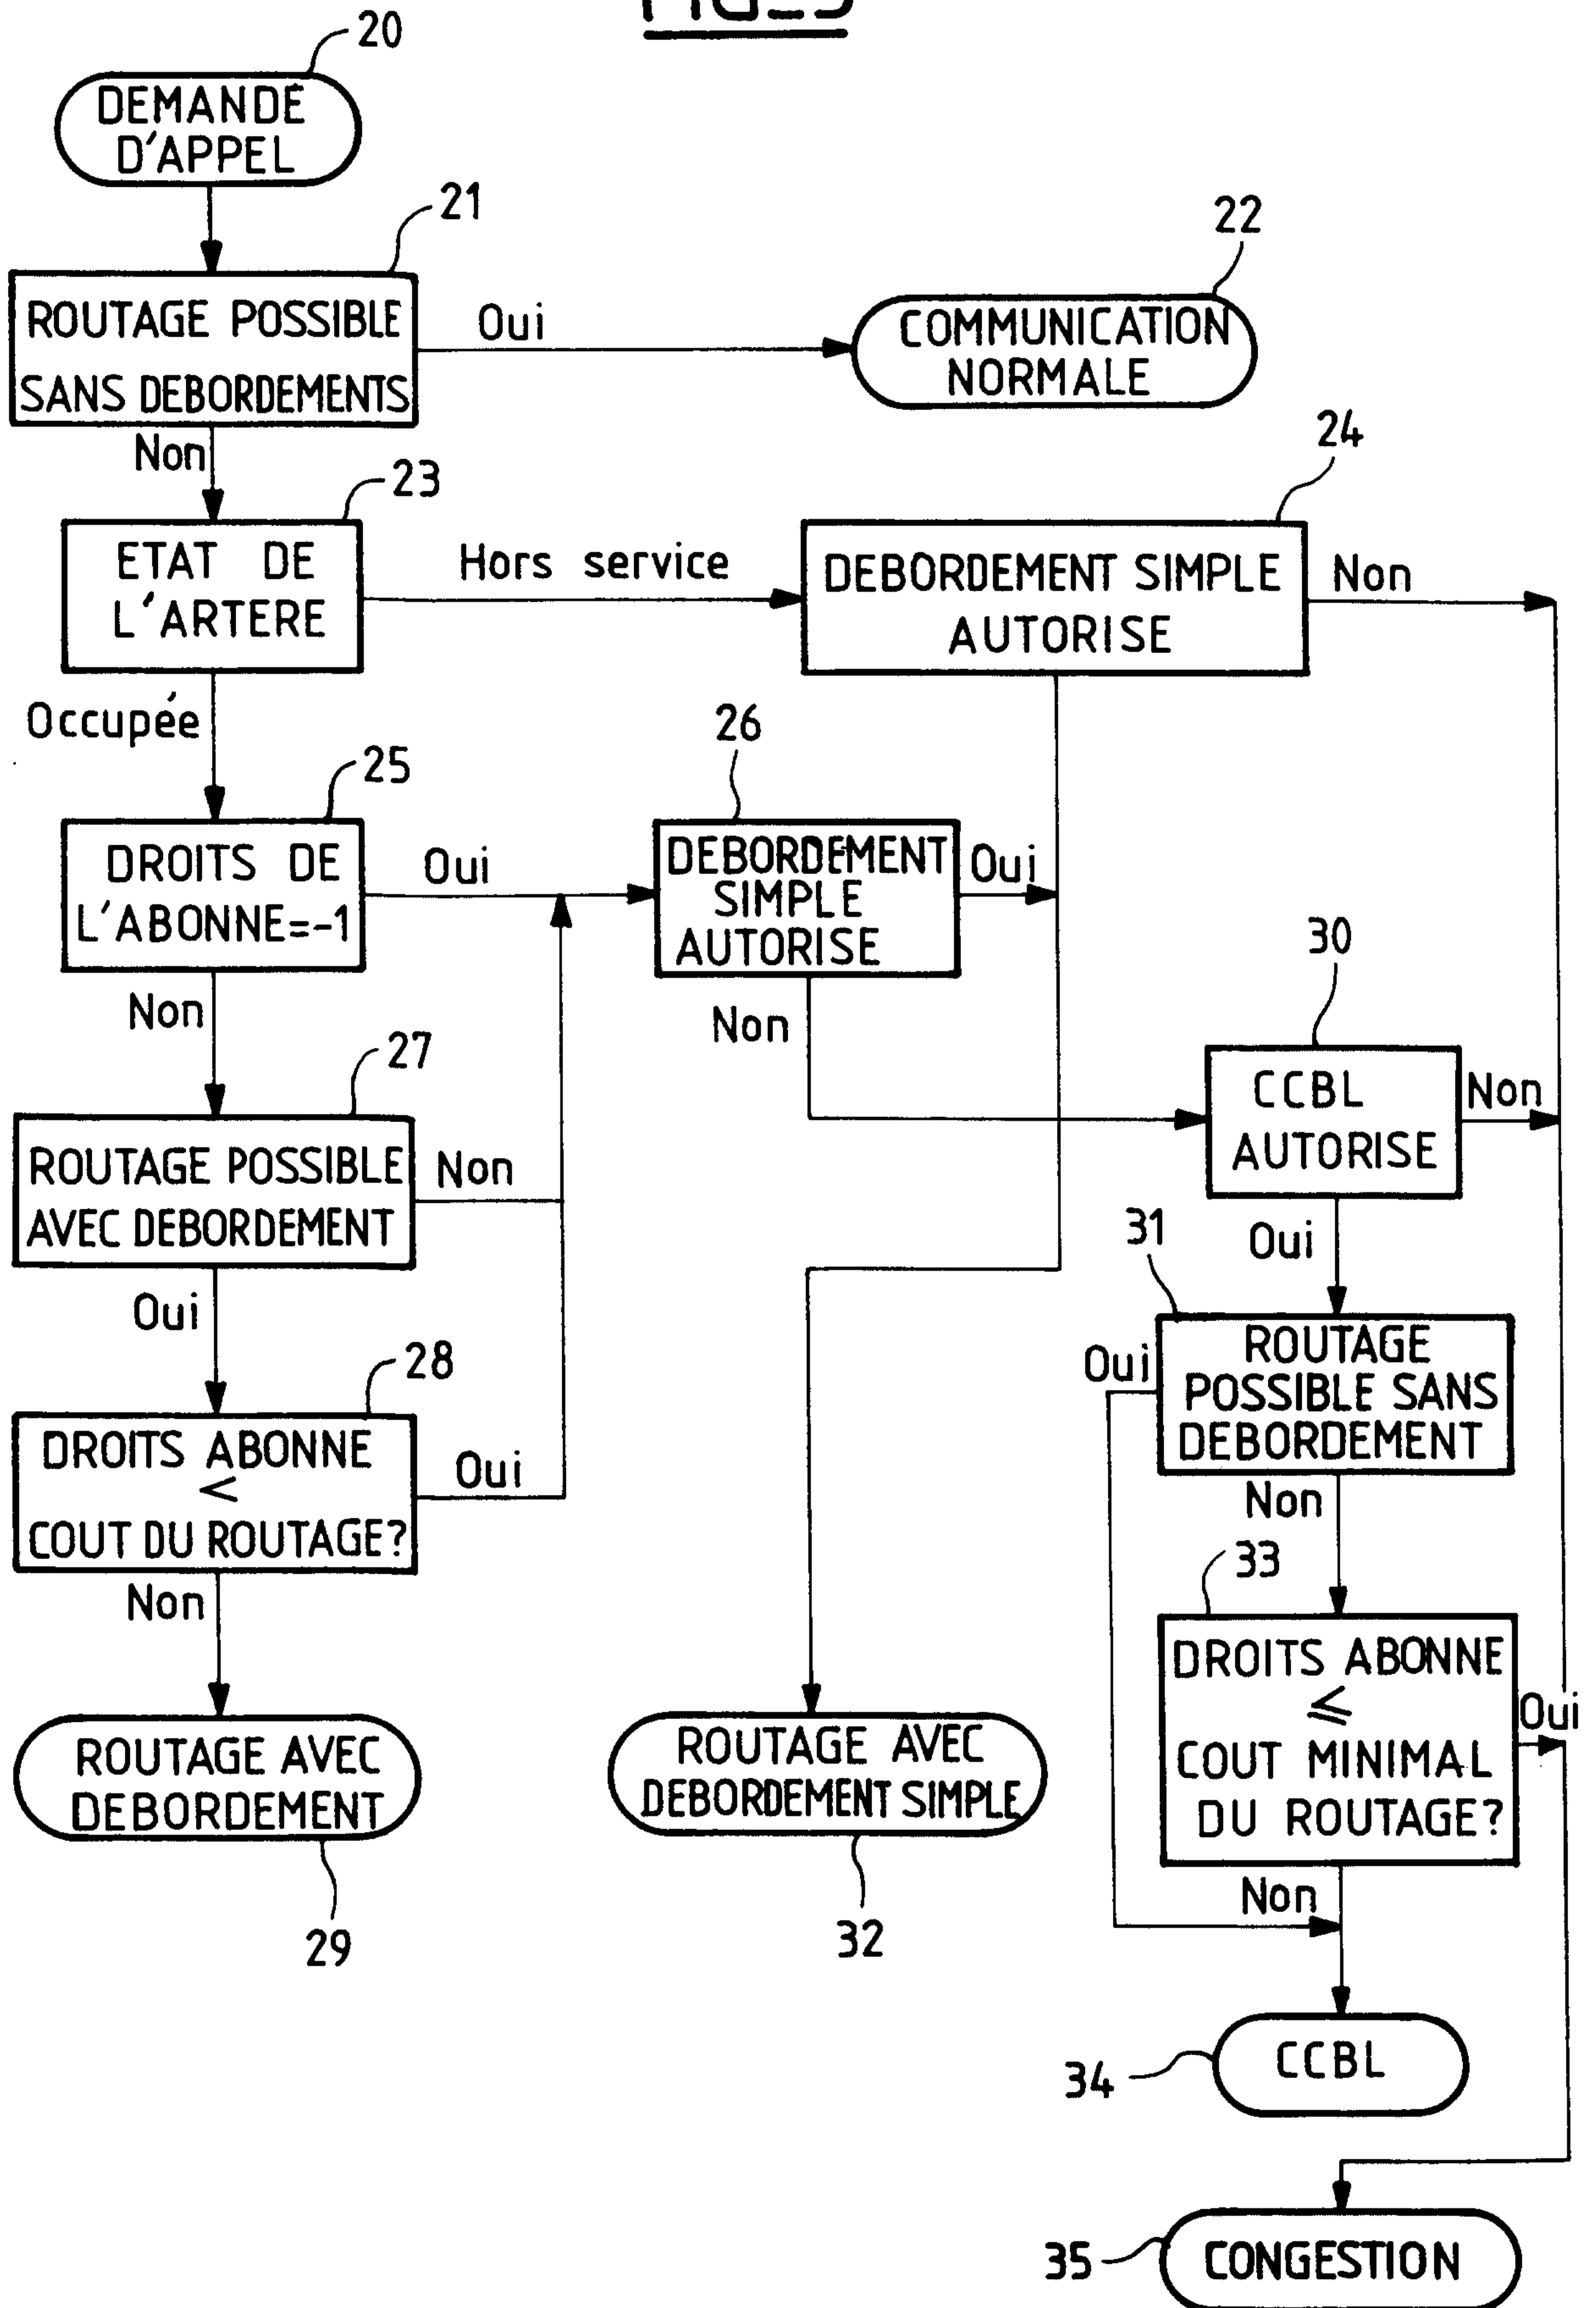 20
DEMANDE
D'APPEL
21
ROUTAGE POSSIBLE
SANS DEBORDEMENTS
Oui
22
COMMUNICATION
NORMALE
Non
23
ETAT DE
L'ARTERE
Hors service
24
DEBORDEMENT SIMPLE
AUTORISE
Non
Occupée
25
DROITS DE
L'ABONNE=-1
Oui
26
DEBORDEMENT
SIMPLE
AUTORISE
Oui
Non
Non
27
ROUTAGE POSSIBLE
AVEC DEBORDEMENT
Non
30
CCBL
AUTORISE
Non
Oui
Oui
28
DROITS ABONNE
<
COUT DU ROUTAGE?
Oui
31
ROUTAGE
POSSIBLE SANS
DEBORDEMENT
Oui
Non
Non
33
DROITS ABONNE
≤
COUT MINIMAL
DU ROUTAGE?
Oui
Non
ROUTAGE AVEC
DEBORDEMENT
29
ROUTAGE AVEC
DEBORDEMENT SIMPLE
32
34
CCBL
35
CONGESTION